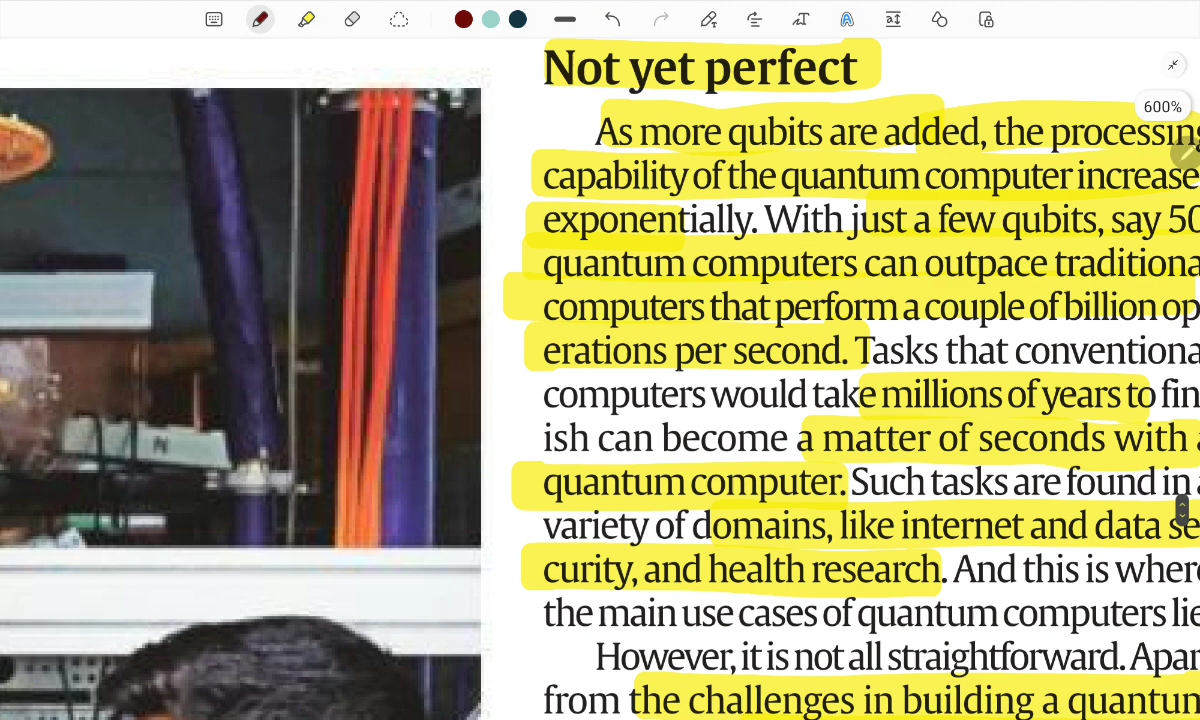 600%
Not yet perfect
As more qubits are added, the processing
capability of the quantum computer increase
exponentially. With just a few qubits, say 50
quantum computers can outpace traditiona
computers that perform a couple of billion op
erations per second. Tasks that conventiona
computers would take millions of years to fin
ish can become a matter of seconds with a
quantum computer. Such tasks are found in a
variety of domains, like internet and data se
curity, and health research. And this is where
the main use cases of quantum computers lie
However, it is not all straightforward. Apar
from the challenges in building a quantum